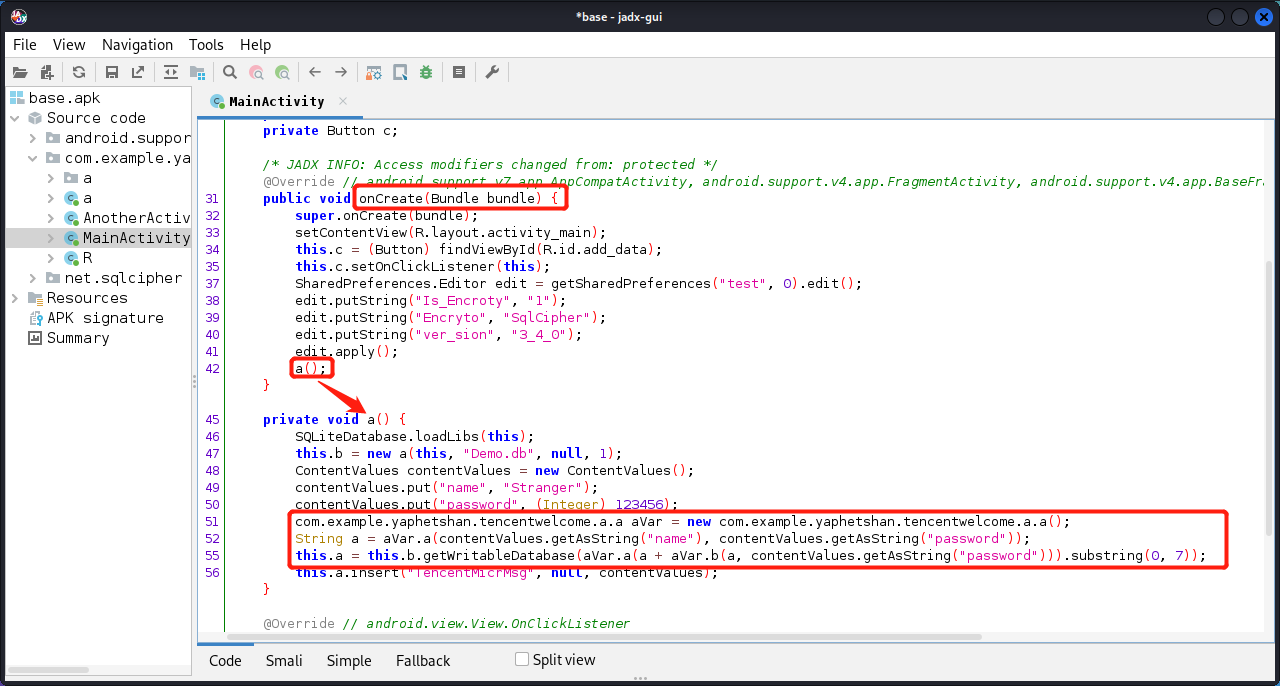 *base - jadx-gui
File View Navigation Tools Help
base.apk
Source code
android.suppor
com.example.ya
a
a
AnotherActiv
MainActivity
R
net.sqlcipher
Resources
APK signature
Summary
MainActivity
private Button c;
/* JADX INFO: Access modifiers changed from: protected */
@Override // android.support.v7.app.AppCompatActivity, android.support.v4.app.FragmentActivity, android.support.v4.app.BaseFra
31 public void onCreate(Bundle bundle) {
32 super.onCreate(bundle);
33 setContentView(R.layout.activity_main);
34 this.c = (Button) findViewById(R.id.add_data);
35 this.c.setOnClickListener(this);
37 SharedPreferences.Editor edit = getSharedPreferences("test", 0).edit();
38 edit.putString("Is_Encroty", "1");
39 edit.putString("Encryto", "SqlCipher");
40 edit.putString("ver_sion", "3_4_0");
41 edit.apply();
42 a();
}
45 private void a() {
46 SQLiteDatabase.loadLibs(this);
47 this.b = new a(this, "Demo.db", null, 1);
48 ContentValues contentValues = new ContentValues();
49 contentValues.put("name", "Stranger");
50 contentValues.put("password", (Integer) 123456);
51 com.example.yaphetshan.tencentwelcome.a.a aVar = new com.example.yaphetshan.tencentwelcome.a.a();
52 String a = aVar.a(contentValues.getAsString("name"), contentValues.getAsString("password"));
55 this.a = this.b.getWritableDatabase(aVar.a(a + aVar.b(a, contentValues.getAsString("password"))).substring(0, 7));
56 this.a.insert("TencentMicrMsg", null, contentValues);
}
@Override // android.view.View.OnClickListener
Code Smali Simple Fallback Split view